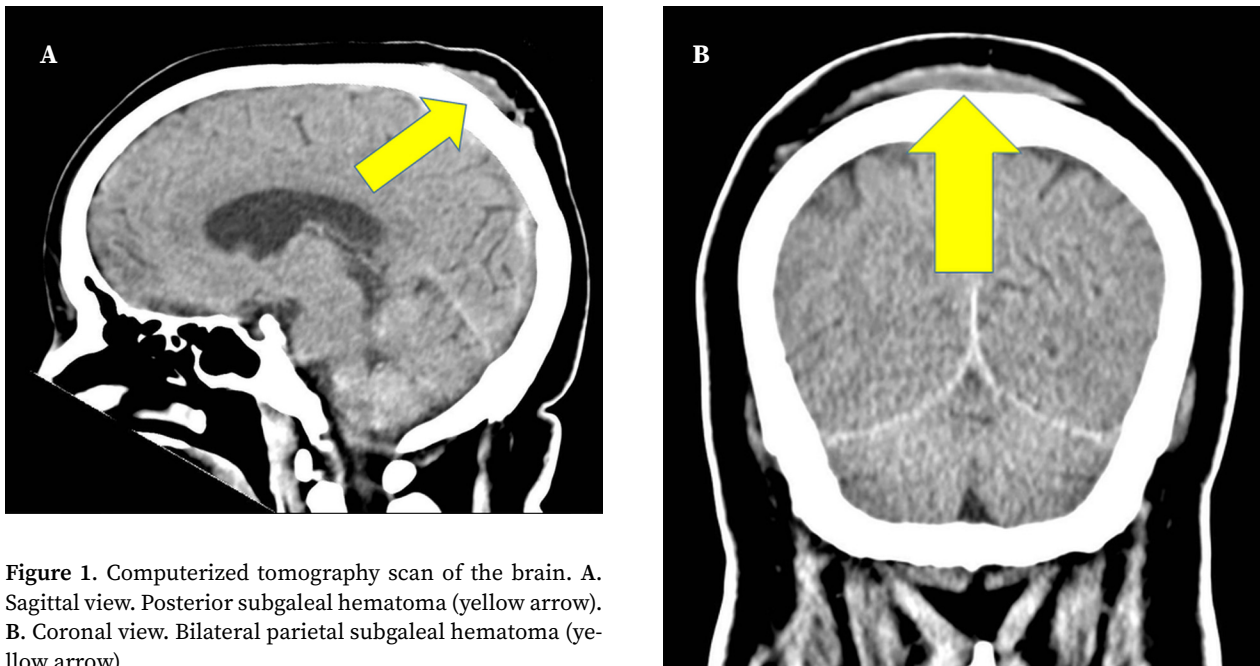 A
B
Figure 1. Computerized tomography scan of the brain. A.
Sagittal view. Posterior subgaleal hematoma (yellow arrow).
B. Coronal view. Bilateral parietal subgaleal hematoma (ye-
llow arrow)